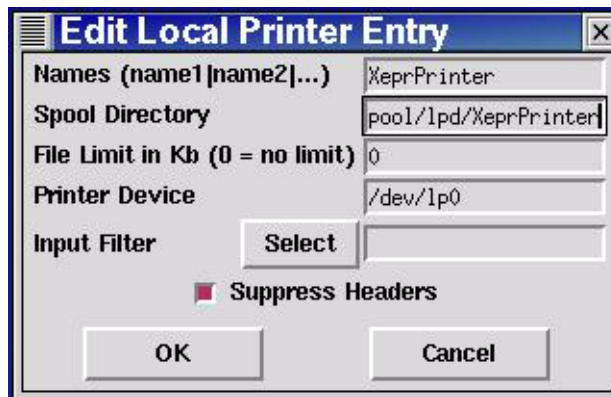 Edit Local Printer Entry
Names (name1|name2|...) XeprPrinter
Spool Directory pool/lpd/XeprPrinter
File Limit in Kb (0 = no limit) 0
Printer Device /dev/lp0
Input Filter Select
Suppress Headers
OK Cancel